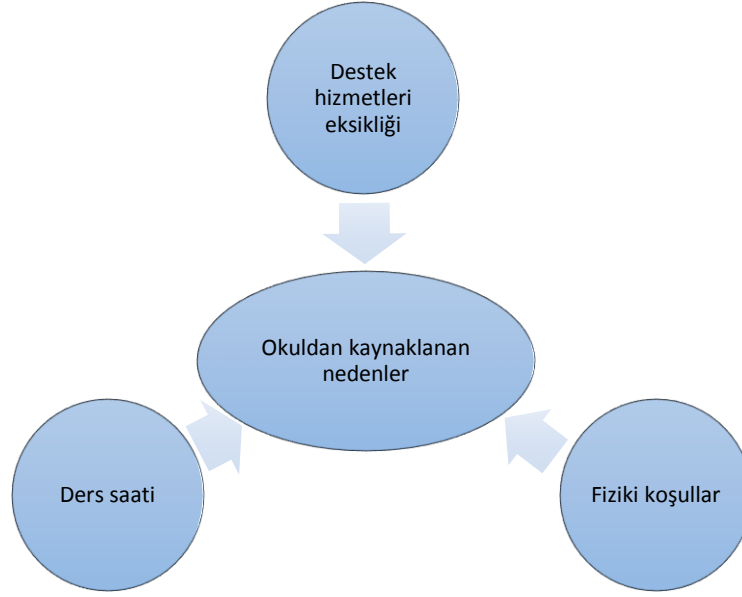 Destek
hizmetleri
eksikliği
Okuldan kaynaklanan
nedenler
Ders saati
Fiziki koşullar